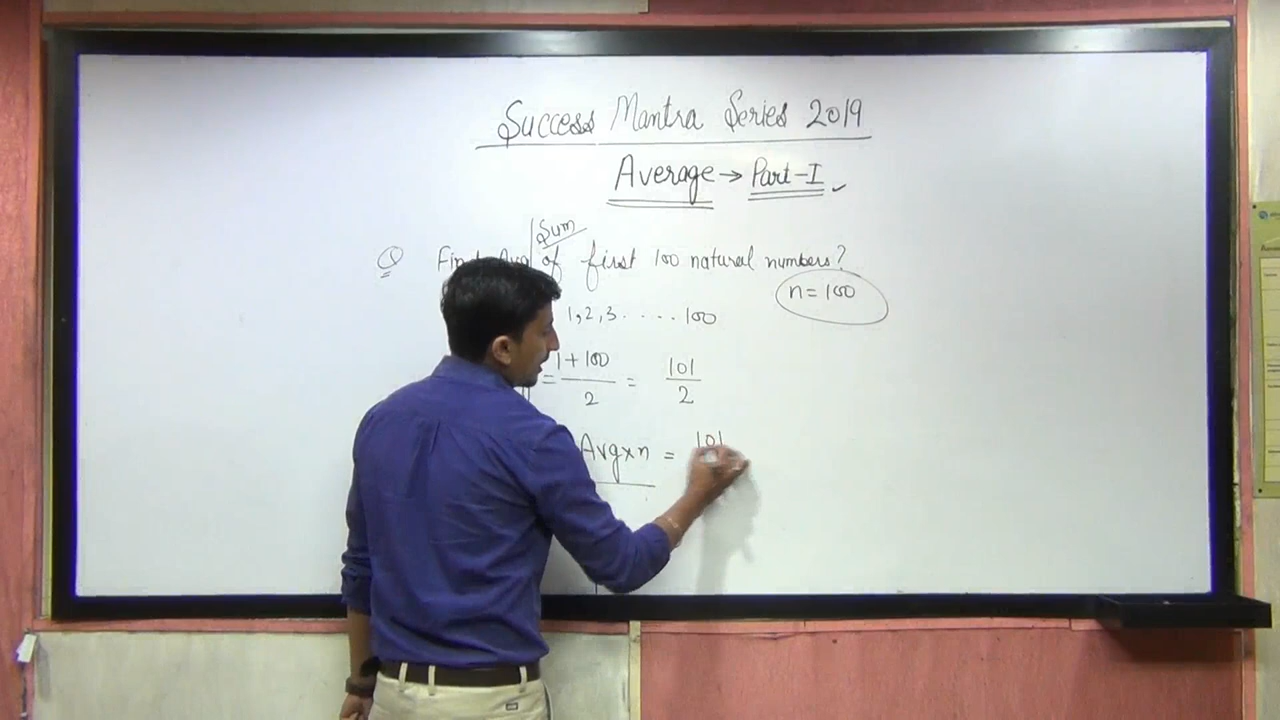 Success Mantra Series 2019
Average → Part-I ✓
Sum
Q Find Avg of first 100 natural numbers?
n = 100
1, 2, 3 . . . . . 100
= 1 + 100 / 2 = 101 / 2
Avg × n = 101